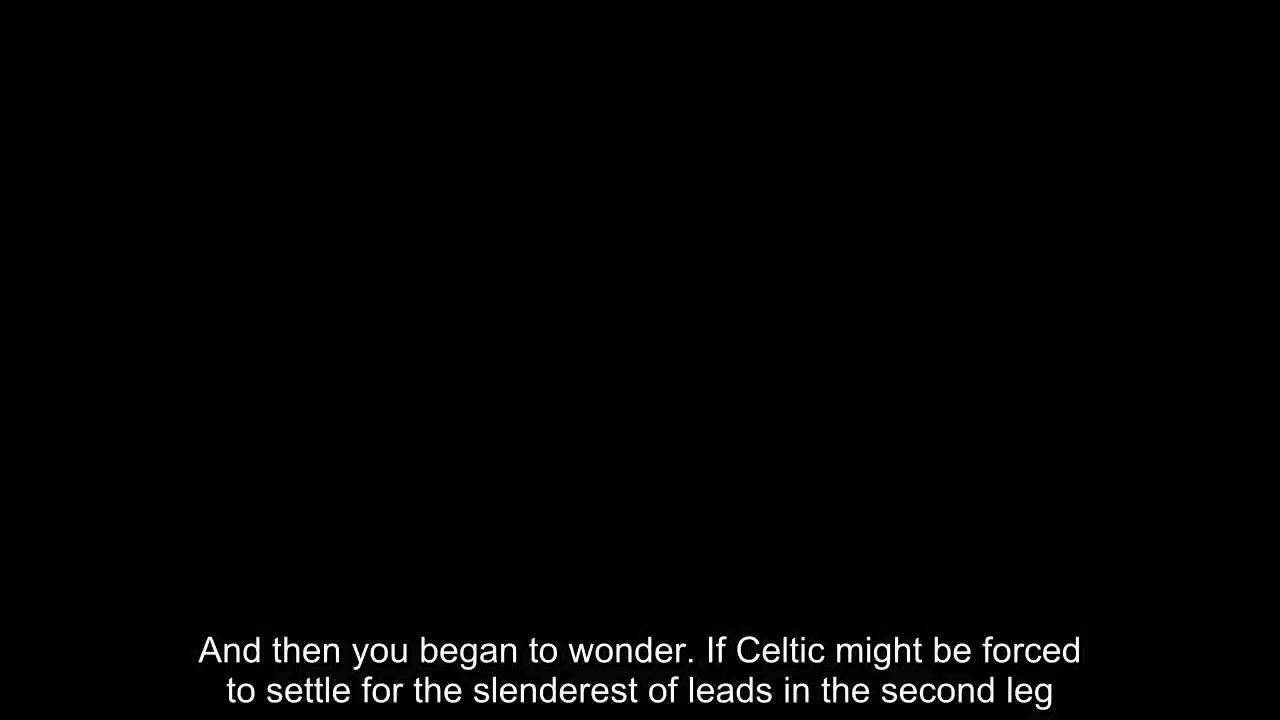 And then you began to wonder. If Celtic might be forced
to settle for the slenderest of leads in the second leg